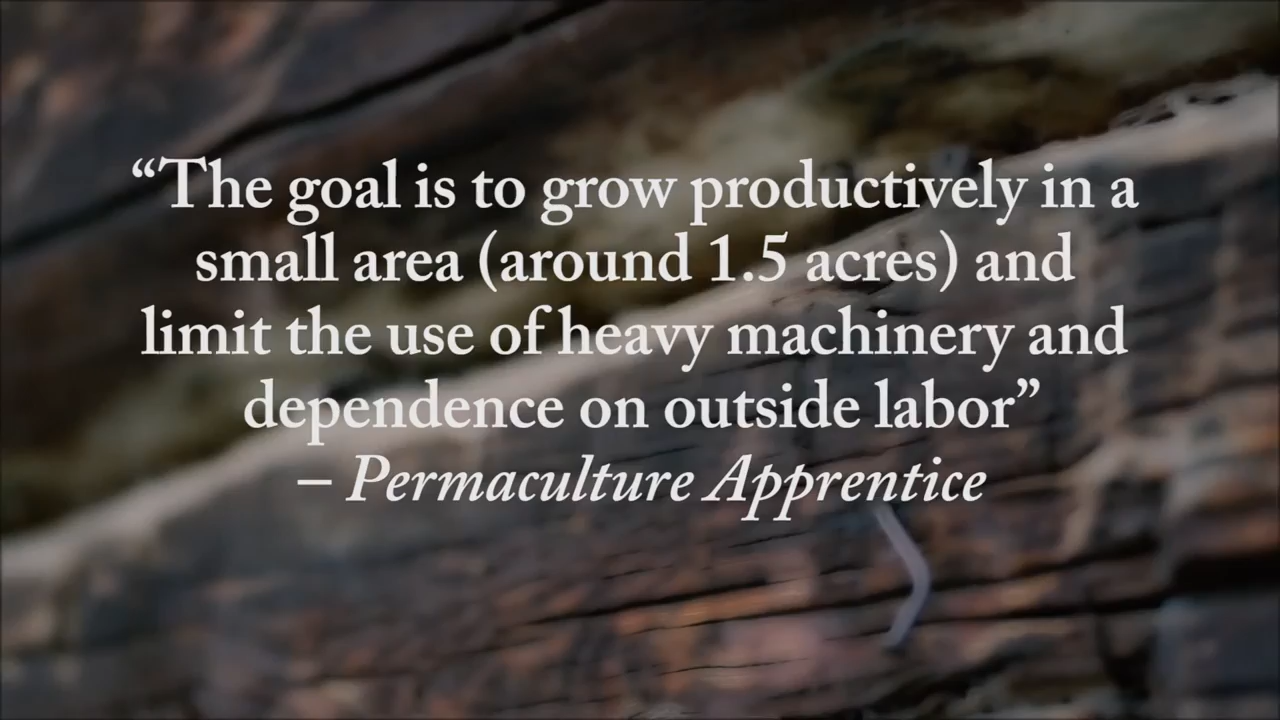 “The goal is to grow productively in a
small area (around 1.5 acres) and
limit the use of heavy machinery and
dependence on outside labor”
– Permaculture Apprentice